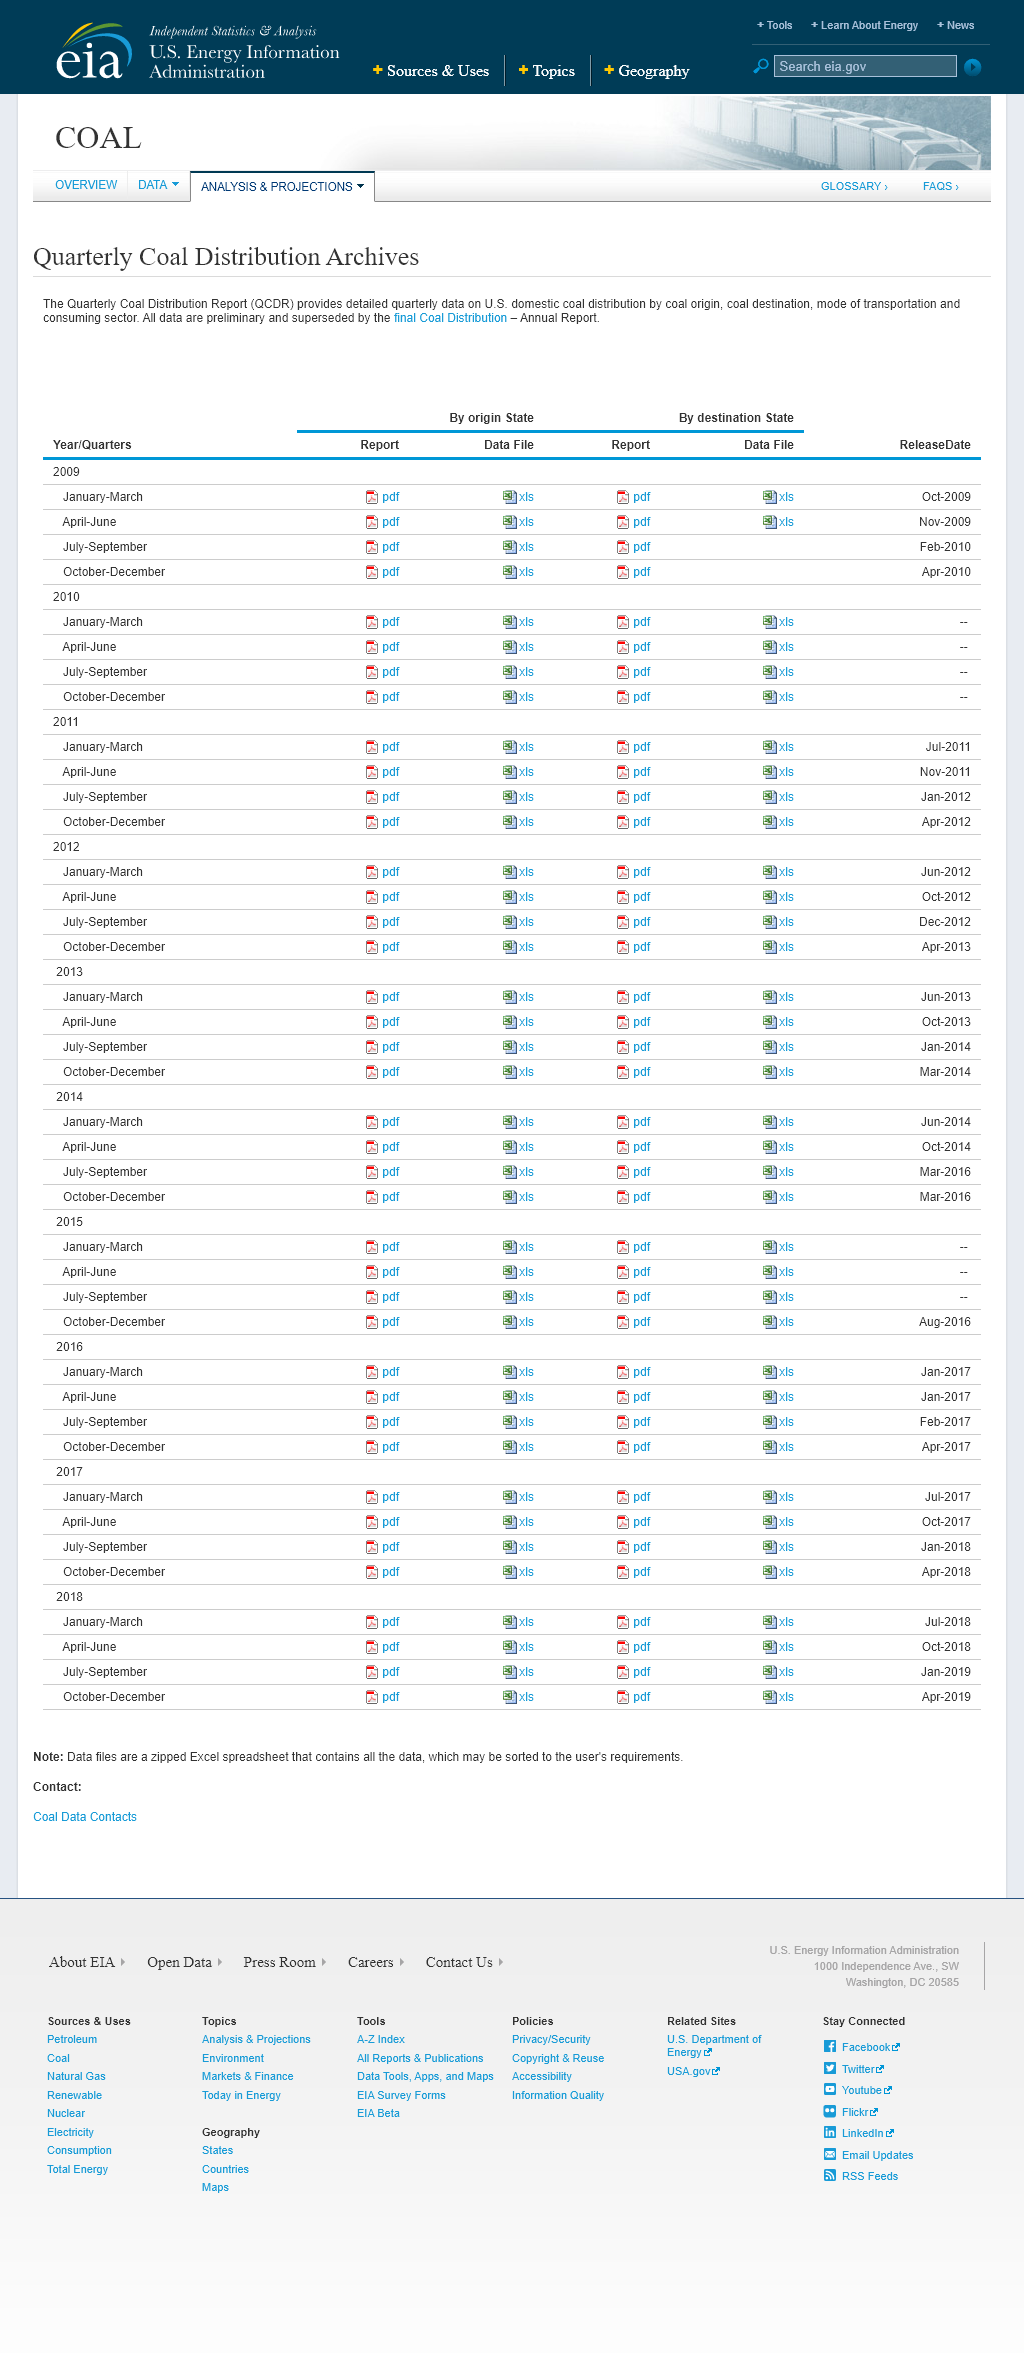 Tools Learn About Energy News
Independent Statistics & Analysis
eia U.S. Energy Information
Administration
Sources & Uses Topics Geography
Search eia.gov
COAL
OVERVIEW DATA ANALYSIS & PROJECTIONS GLOSSARY › FAQS ›
Quarterly Coal Distribution Archives
The Quarterly Coal Distribution Report (QCDR) provides detailed quarterly data on U.S. domestic coal distribution by coal origin, coal destination, mode of transportation and
consuming sector. All data are preliminary and superseded by the final Coal Distribution – Annual Report.
By origin State By destination State
Year/Quarters Report Data File Report Data File ReleaseDate
2009
January-March pdf xls pdf xls Oct-2009
April-June pdf xls pdf xls Nov-2009
July-September pdf xls pdf Feb-2010
October-December pdf xls pdf Apr-2010
2010
January-March pdf xls pdf xls --
April-June pdf xls pdf xls --
July-September pdf xls pdf xls --
October-December pdf xls pdf xls --
2011
January-March pdf xls pdf xls Jul-2011
April-June pdf xls pdf xls Nov-2011
July-September pdf xls pdf xls Jan-2012
October-December pdf xls pdf xls Apr-2012
2012
January-March pdf xls pdf xls Jun-2012
April-June pdf xls pdf xls Oct-2012
July-September pdf xls pdf xls Dec-2012
October-December pdf xls pdf xls Apr-2013
2013
January-March pdf xls pdf xls Jun-2013
April-June pdf xls pdf xls Oct-2013
July-September pdf xls pdf xls Jan-2014
October-December pdf xls pdf xls Mar-2014
2014
January-March pdf xls pdf xls Jun-2014
April-June pdf xls pdf xls Oct-2014
July-September pdf xls pdf xls Mar-2016
October-December pdf xls pdf xls Mar-2016
2015
January-March pdf xls pdf xls --
April-June pdf xls pdf xls --
July-September pdf xls pdf xls --
October-December pdf xls pdf xls Aug-2016
2016
January-March pdf xls pdf xls Jan-2017
April-June pdf xls pdf xls Jan-2017
July-September pdf xls pdf xls Feb-2017
October-December pdf xls pdf xls Apr-2017
2017
January-March pdf xls pdf xls Jul-2017
April-June pdf xls pdf xls Oct-2017
July-September pdf xls pdf xls Jan-2018
October-December pdf xls pdf xls Apr-2018
2018
January-March pdf xls pdf xls Jul-2018
April-June pdf xls pdf xls Oct-2018
July-September pdf xls pdf xls Jan-2019
October-December pdf xls pdf xls Apr-2019
Note: Data files are a zipped Excel spreadsheet that contains all the data, which may be sorted to the user's requirements.
Contact:
Coal Data Contacts
About EIA Open Data Press Room Careers Contact Us
U.S. Energy Information Administration
1000 Independence Ave., SW
Washington, DC 20585
Sources & Uses
Petroleum
Coal
Natural Gas
Renewable
Nuclear
Electricity
Consumption
Total Energy
Topics
Analysis & Projections
Environment
Markets & Finance
Today in Energy
Geography
States
Countries
Maps
Tools
A-Z Index
All Reports & Publications
Data Tools, Apps, and Maps
EIA Survey Forms
EIA Beta
Policies
Privacy/Security
Copyright & Reuse
Accessibility
Information Quality
Related Sites
U.S. Department of
Energy
USA.gov
Stay Connected
Facebook
Twitter
Youtube
Flickr
LinkedIn
Email Updates
RSS Feeds